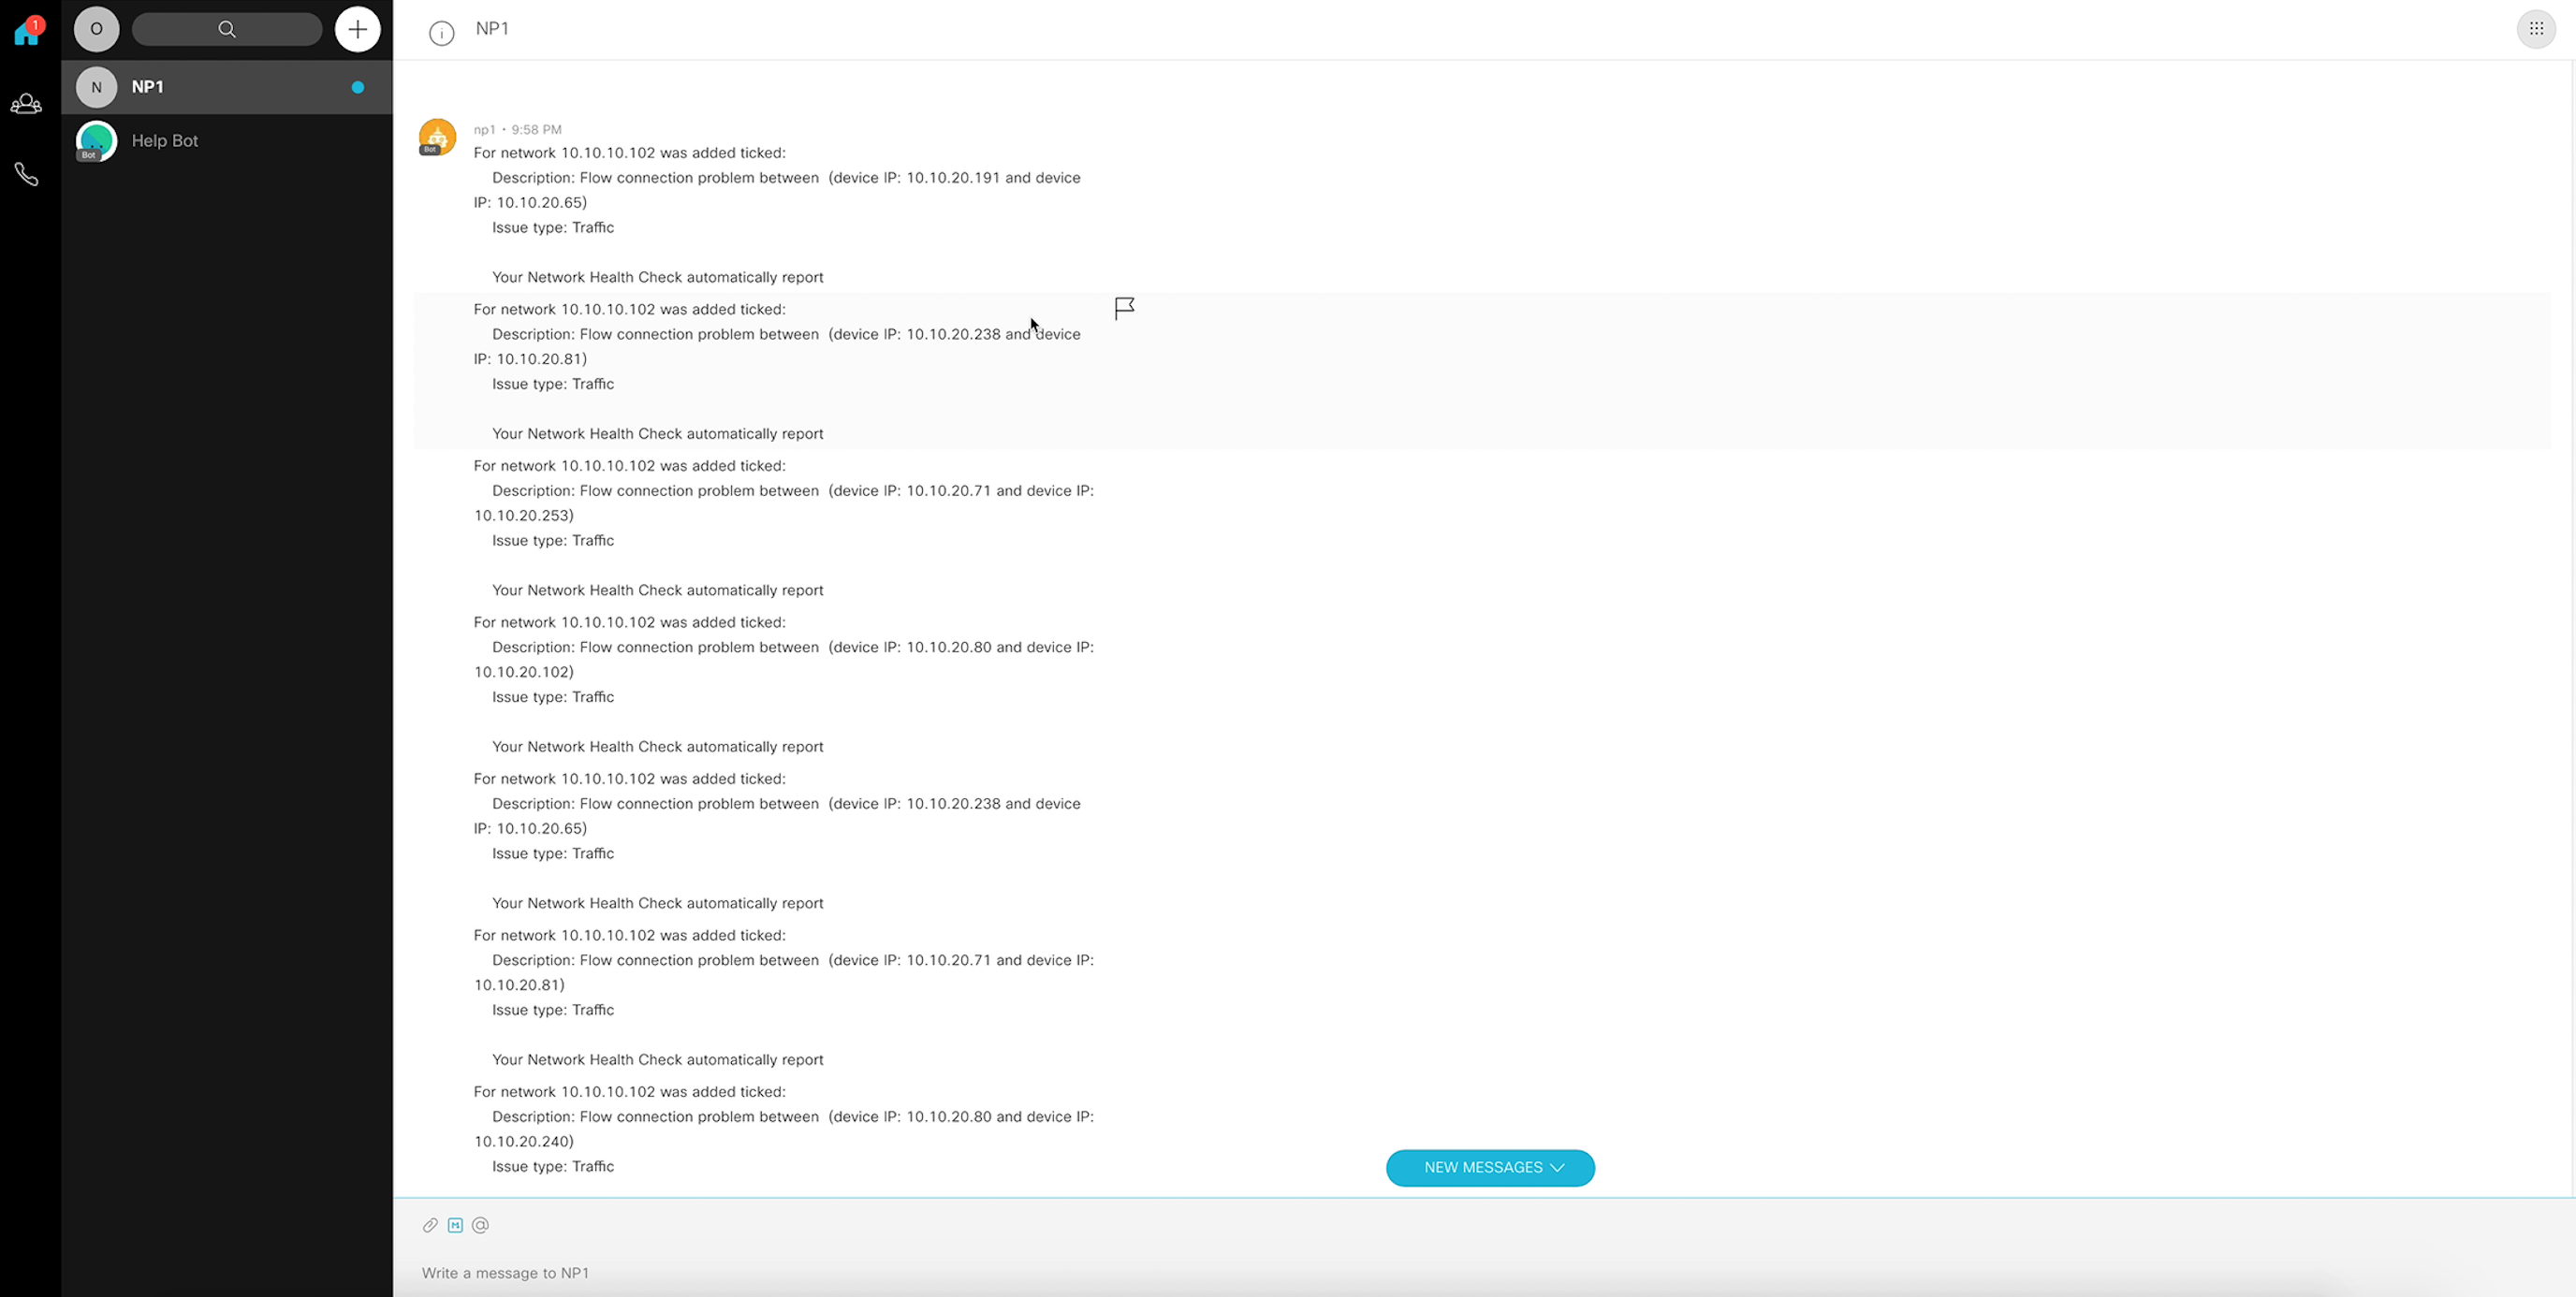 1
O
NP1
N
NP1
Help Bot
Bot
np1 • 9:58 PM
Bot
For network 10.10.10.102 was added ticked:
Description: Flow connection problem between (device IP: 10.10.20.191 and device
IP: 10.10.20.65)
Issue type: Traffic
Your Network Health Check automatically report
For network 10.10.10.102 was added ticked:
Description: Flow connection problem between (device IP: 10.10.20.238 and device
IP: 10.10.20.81)
Issue type: Traffic
Your Network Health Check automatically report
For network 10.10.10.102 was added ticked:
Description: Flow connection problem between (device IP: 10.10.20.71 and device IP:
10.10.20.253)
Issue type: Traffic
Your Network Health Check automatically report
For network 10.10.10.102 was added ticked:
Description: Flow connection problem between (device IP: 10.10.20.80 and device IP:
10.10.20.102)
Issue type: Traffic
Your Network Health Check automatically report
For network 10.10.10.102 was added ticked:
Description: Flow connection problem between (device IP: 10.10.20.238 and device
IP: 10.10.20.65)
Issue type: Traffic
Your Network Health Check automatically report
For network 10.10.10.102 was added ticked:
Description: Flow connection problem between (device IP: 10.10.20.71 and device IP:
10.10.20.81)
Issue type: Traffic
Your Network Health Check automatically report
For network 10.10.10.102 was added ticked:
Description: Flow connection problem between (device IP: 10.10.20.80 and device IP:
10.10.20.240)
Issue type: Traffic
NEW MESSAGES
M @
Write a message to NP1